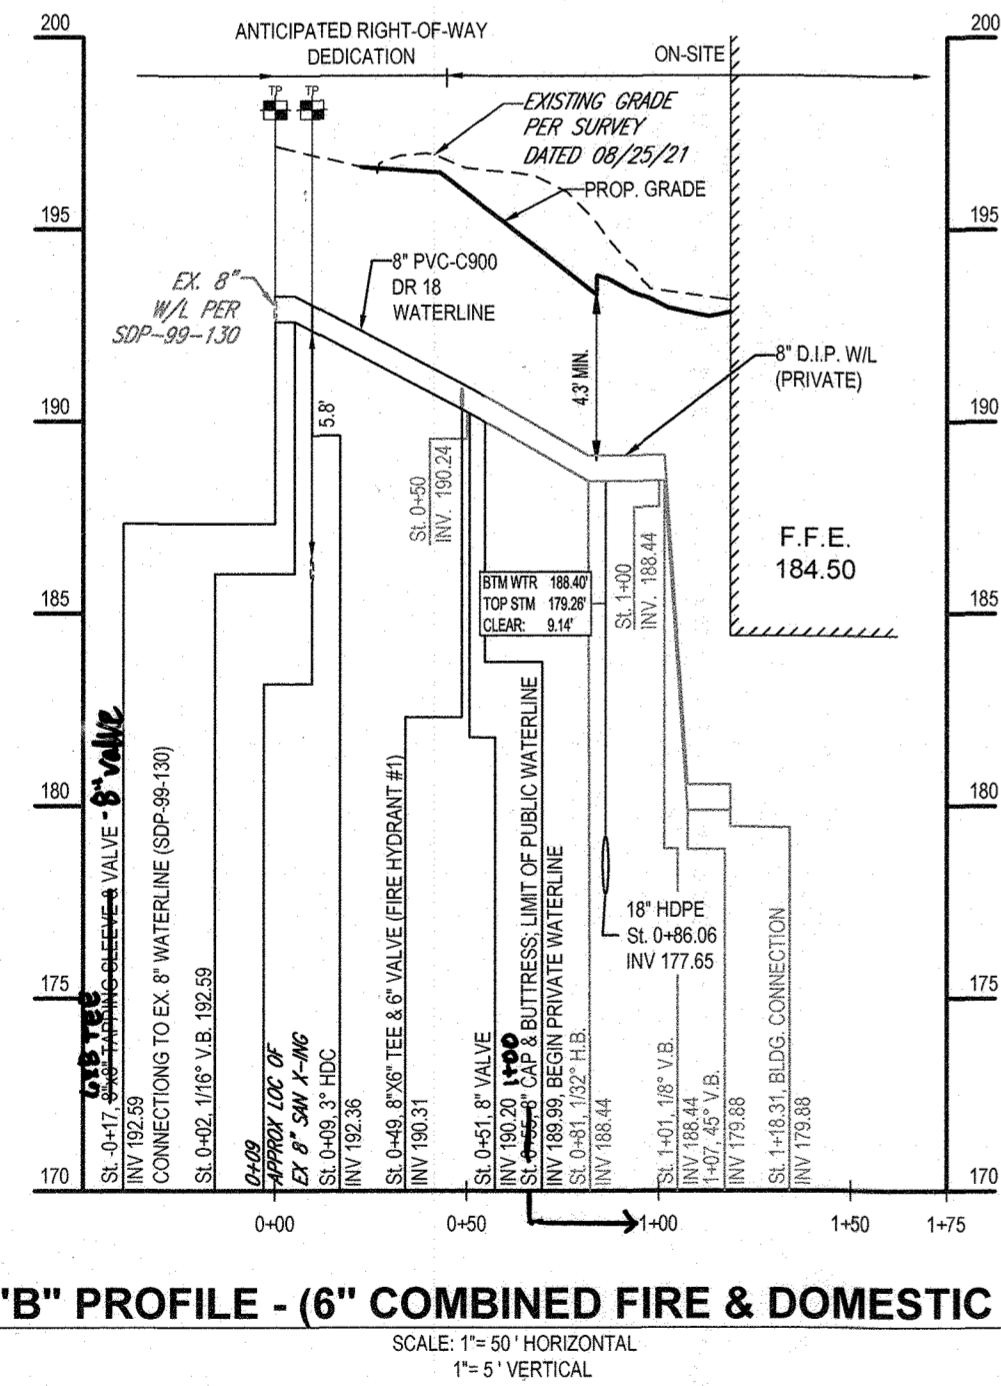 200
200
ANTICIPATED RIGHT-OF-WAY
DEDICATION
ON-SITE
TP
TP
EXISTING GRADE
PER SURVEY
DATED 08/25/21
PROP. GRADE
195
195
8" PVC-C900
DR 18
WATERLINE
EX. 8"
W/L PER
SDP-99-130
8" D.I.P. W/L
(PRIVATE)
4.3' MIN.
5.8'
190
190
St. 0+50
INV. 190.24
F.F.E.
184.50
BTM WTR 188.40'
TOP STM 179.26'
CLEAR: 9.14'
St. 1+00
INV. 188.44
185
185
180
180
175
175
18" HDPE
St. 0+86.06
INV 177.65
St. -0+17, 8"x8" TAPPING SLEEVE & VALVE - 8" valve
8x8 TEE
INV 192.59
CONNECTIONG TO EX. 8" WATERLINE (SDP-99-130)
St. 0+02, 1/16° V.B. 192.59
0+09
APPROX LOC OF
EX 8" SAN X-ING
St. 0+09, 3° HDC
INV 192.36
St. 0+49, 8"X6" TEE & 6" VALVE (FIRE HYDRANT #1)
INV 190.31
St. 0+51, 8" VALVE
INV 190.20
1+00
St. 0+55, 8" CAP & BUTTRESS; LIMIT OF PUBLIC WATERLINE
INV 189.99, BEGIN PRIVATE WATERLINE
St. 0+81, 1/32° H.B.
INV 188.44
St. 1+01, 1/8° V.B.
INV 188.44
1+07, 45° V.B.
INV 179.88
St. 1+18.31, BLDG. CONNECTION
INV 179.88
170
170
0+00
0+50
1+00
1+50
1+75
"B" PROFILE - (6" COMBINED FIRE & DOMESTIC
SCALE: 1"= 50 ' HORIZONTAL
1"= 5 ' VERTICAL